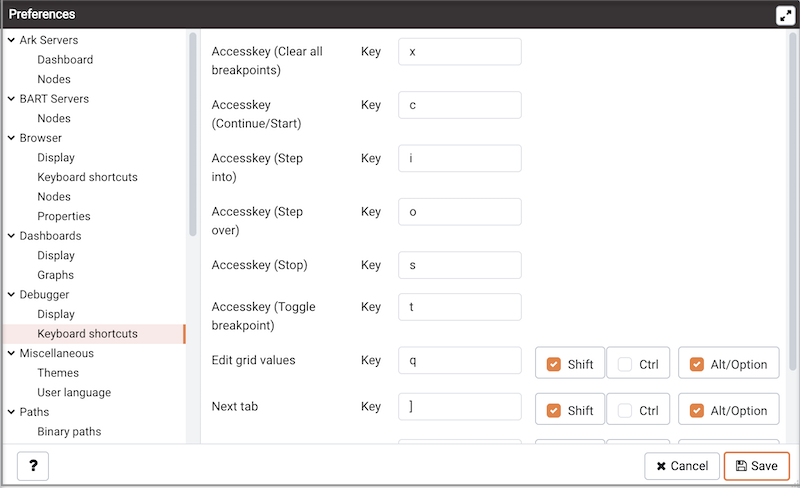 Preferences
Ark Servers
Dashboard
Nodes
BART Servers
Nodes
Browser
Display
Keyboard shortcuts
Nodes
Properties
Dashboards
Display
Graphs
Debugger
Display
Keyboard shortcuts
Miscellaneous
Themes
User language
Paths
Binary paths
Accesskey (Clear all Key x
breakpoints)
Accesskey Key c
(Continue/Start)
Accesskey (Step Key i
into)
Accesskey (Step Key o
over)
Accesskey (Stop) Key s
Accesskey (Toggle Key t
breakpoint)
Edit grid values Key q Shift Ctrl Alt/Option
Next tab Key ] Shift Ctrl Alt/Option
? Cancel Save